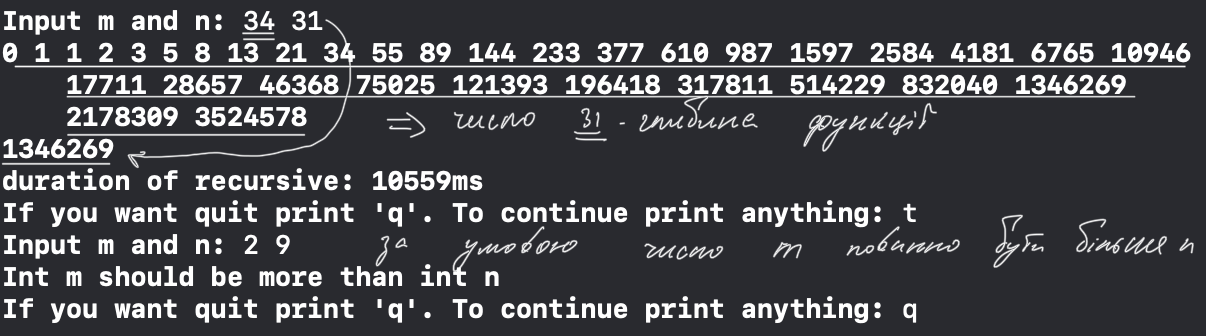 Input m and n: 34 31
0 1 1 2 3 5 8 13 21 34 55 89 144 233 377 610 987 1597 2584 4181 6765 10946
17711 28657 46368 75025 121393 196418 317811 514229 832040 1346269
2178309 3524578 => число 31 - глибина функції
1346269
duration of recursive: 10559ms
If you want quit print 'q'. To continue print anything: t
Input m and n: 2 9 за умовою число m повинно бути більше n
Int m should be more than int n
If you want quit print 'q'. To continue print anything: q